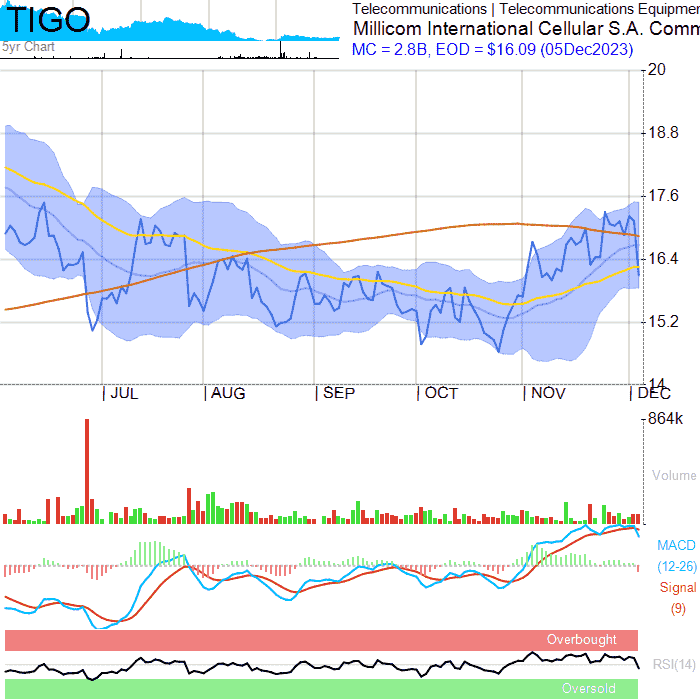 TIGO
5yr Chart
Telecommunications | Telecommunications Equipmen
Millicom International Cellular S.A. Comm
MC = 2.8B, EOD = $16.09 (05Dec2023)
20
18.8
17.6
16.4
15.2
14
JUL
AUG
SEP
OCT
NOV
DEC
864k
Volume
MACD
(12-26)
Signal
(9)
Overbought
RSI(14)
Oversold